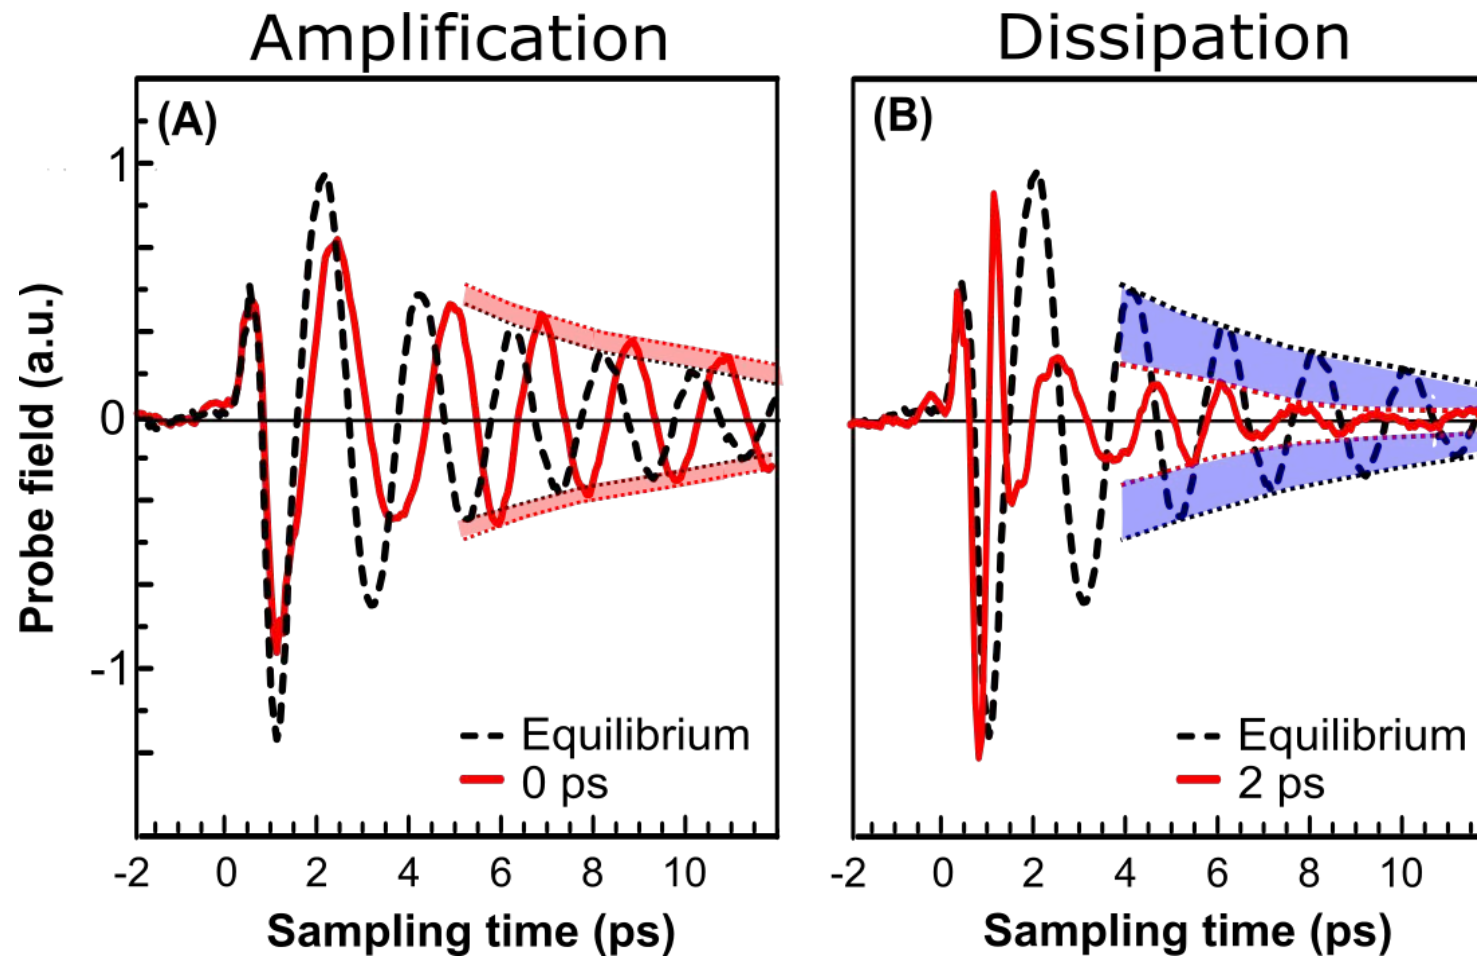 Amplification
Dissipation
(A)
(B)
1
0
-1
Probe field (a.u.)
Equilibrium
0 ps
Equilibrium
2 ps
-2 0 2 4 6 8 10
-2 0 2 4 6 8 10
Sampling time (ps)
Sampling time (ps)